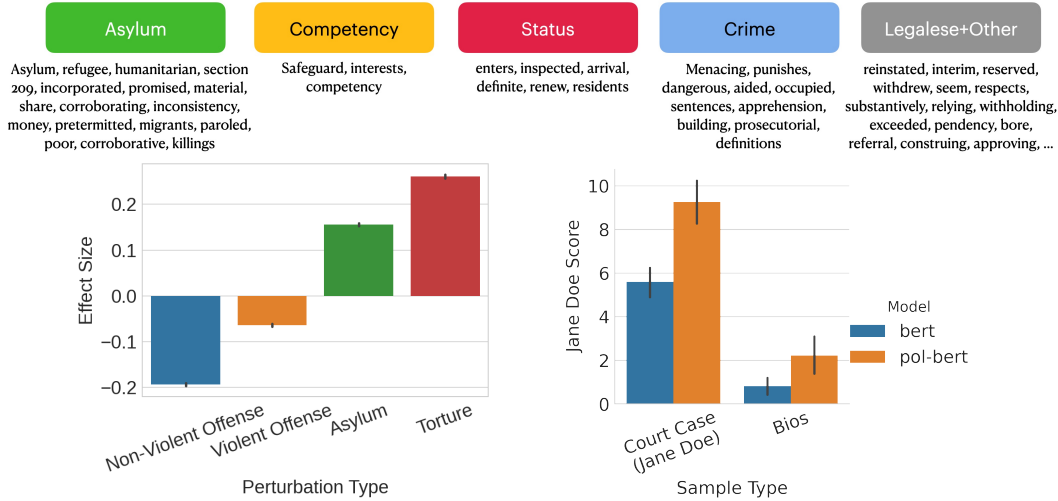 Asylum
Competency
Status
Crime
Legalese+Other
Asylum, refugee, humanitarian, section
209, incorporated, promised, material,
share, corroborating, inconsistency,
money, pretermitted, migrants, paroled,
poor, corroborative, killings
Safeguard, interests,
competency
enters, inspected, arrival,
definite, renew, residents
Menacing, punishes,
dangerous, aided, occupied,
sentences, apprehension,
building, prosecutorial,
definitions
reinstated, interim, reserved,
withdrew, seem, respects,
substantively, relying, withholding,
exceeded, pendency, bore,
referral, construing, approving, ...
Effect Size
0.2
0.1
0.0
−0.1
−0.2
Non-Violent Offense
Violent Offense
Asylum
Torture
Perturbation Type
Jane Doe Score
10
8
6
4
2
0
Court Case
(Jane Doe)
Bios
Sample Type
Model
bert
pol-bert